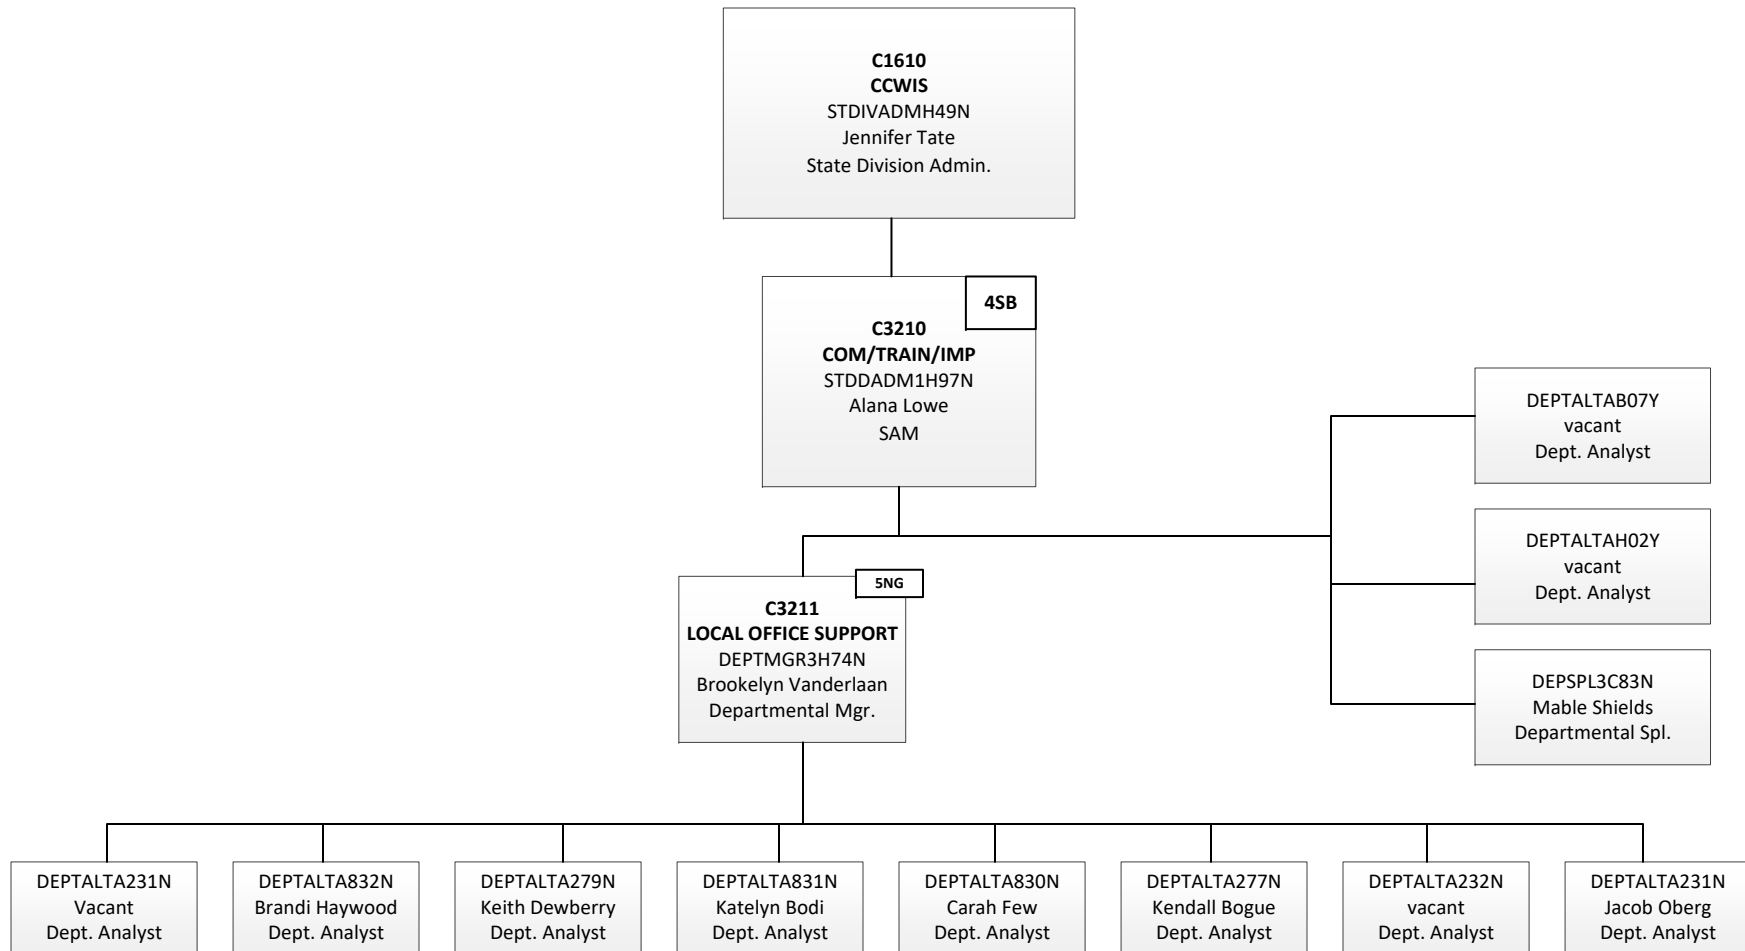 C1610
CCWIS
STDIVADMH49N
Jennifer Tate
State Division Admin.
4SB
C3210
COM/TRAIN/IMP
STDDADM1H97N
Alana Lowe
SAM
DEPTALTAB07Y
vacant
Dept. Analyst
DEPTALTAH02Y
vacant
Dept. Analyst
DEPSPL3C83N
Mable Shields
Departmental Spl.
5NG
C3211
LOCAL OFFICE SUPPORT
DEPTMGR3H74N
Brookelyn Vanderlaan
Departmental Mgr.
DEPTALTA231N
Vacant
Dept. Analyst
DEPTALTA832N
Brandi Haywood
Dept. Analyst
DEPTALTA279N
Keith Dewberry
Dept. Analyst
DEPTALTA831N
Katelyn Bodi
Dept. Analyst
DEPTALTA830N
Carah Few
Dept. Analyst
DEPTALTA277N
Kendall Bogue
Dept. Analyst
DEPTALTA232N
vacant
Dept. Analyst
DEPTALTA231N
Jacob Oberg
Dept. Analyst